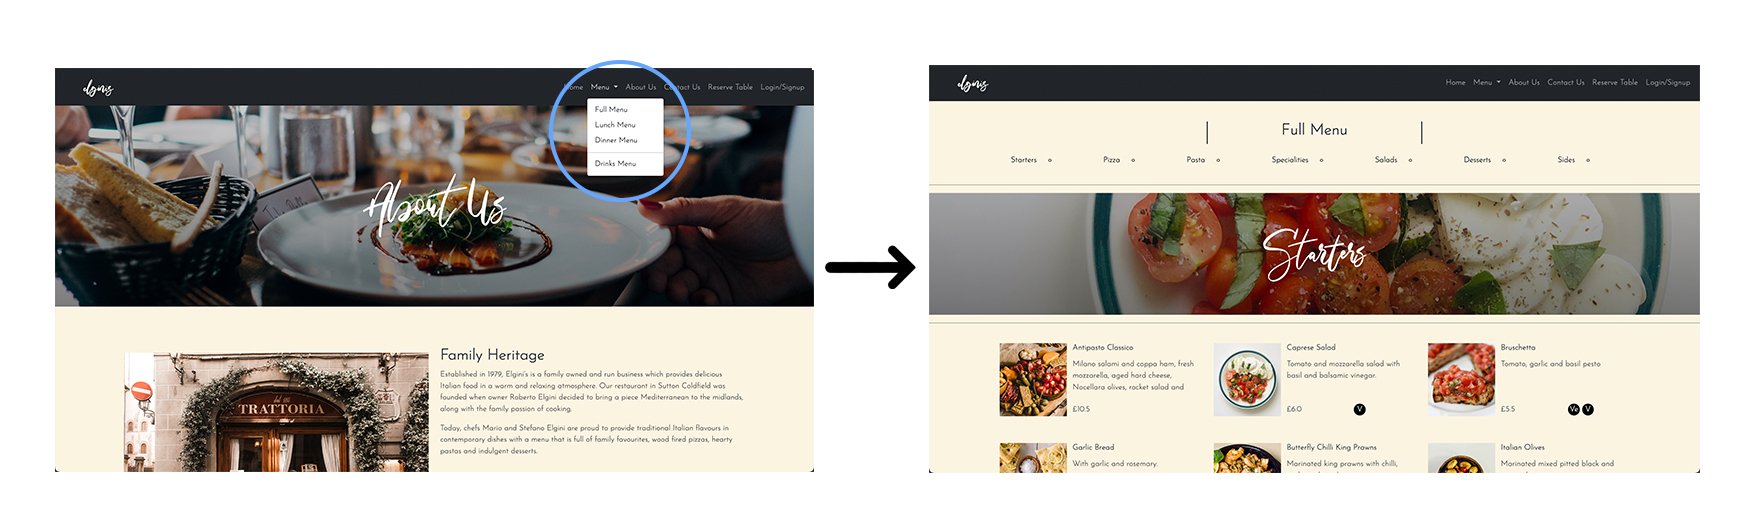 elginis
Home Menu About Us Contact Us Reserve Table Login/Signup
Full Menu
Lunch Menu
Dinner Menu
Drinks Menu
About Us
Family Heritage
Established in 1979, Elgini's is a family owned and run business which provides delicious
Italian food in a warm and relaxing atmosphere. Our restaurant in Sutton Coldfield was
founded when owner Roberto Elgini decided to bring a piece Mediterranean to the midlands,
along with the family passion of cooking.
Today, chefs Mario and Stefano Elgini are proud to provide traditional Italian flavours in
contemporary dishes with a menu that is full of family favourites, wood fired pizzas, hearty
pastas and indulgent desserts.
TRATTORIA
elginis
Home Menu About Us Contact Us Reserve Table Login/Signup
Full Menu
Starters Pizza Pasta Specialities Salads Desserts Sides
Starters
Antipasto Classico
Milano salami and coppa ham, fresh
mozzarella, aged hard cheese,
Nocellara olives, rocket salad and
£10.5
Caprese Salad
Tomato and mozzarella salad with
basil and balsamic vinegar.
£6.0 V
Bruschetta
Tomato, garlic and basil pesto
£5.5 Ve V
Garlic Bread
With garlic and rosemary.
Butterfly Chilli King Prawns
Marinated king prawns with chilli,
Italian Olives
Marinated mixed pitted black and